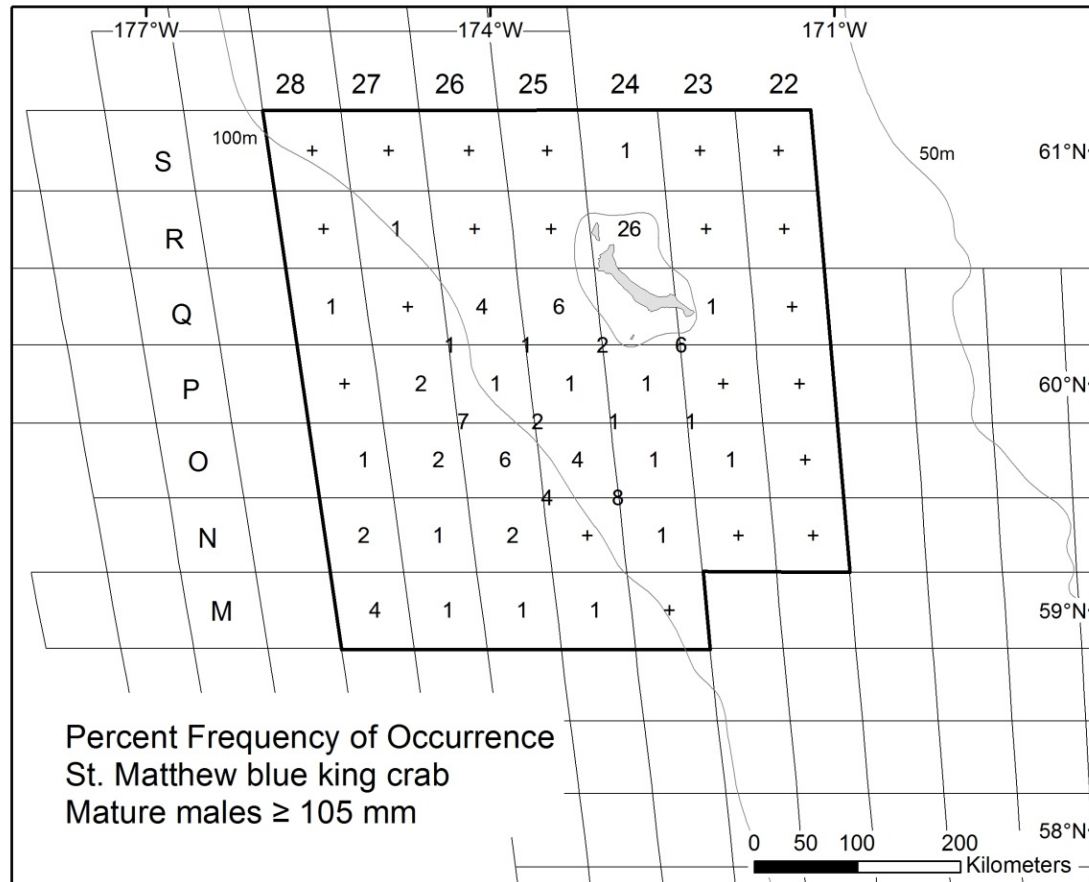 177°W 174°W 171°W
28 27 26 25 24 23 22
100m
50m
61°N
S + + + + 1 + +
R + 1 + + 26 + +
Q 1 + 4 6 1 +
1 1 2 6
P + 2 1 1 1 + + 60°N
7 2 1 1
O 1 2 6 4 1 1 +
4 8
N 2 1 2 + 1 + +
M 4 1 1 1 + 59°N
Percent Frequency of Occurrence
St. Matthew blue king crab
Mature males ≥ 105 mm
58°N
0 50 100 200
Kilometers